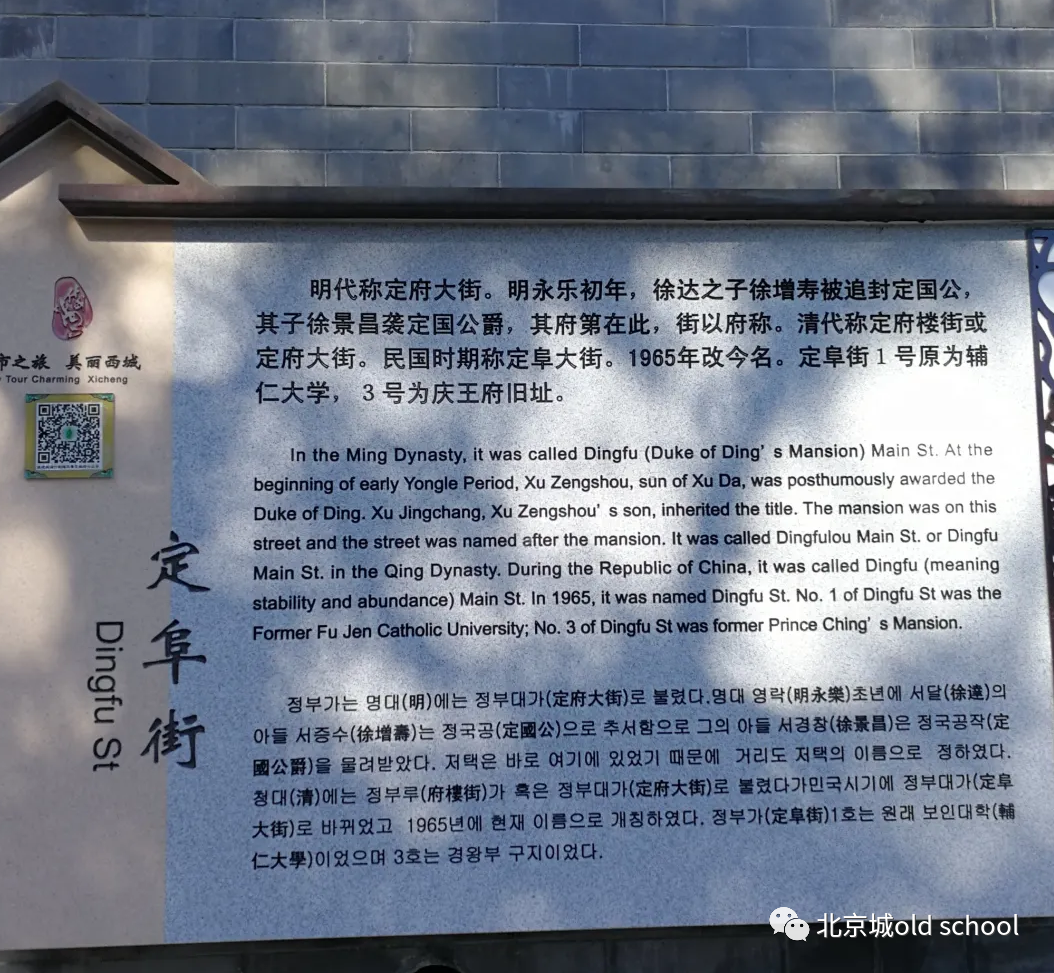 明代称定府大街。明永乐初年，徐达之子徐增寿被追封定国公，
其子徐景昌袭定国公爵，其府第在此，街以府称。清代称定府楼街或
定府大街。民国时期称定阜大街。1965年改今名。定阜街1号原为辅
仁大学，3号为庆王府旧址。
In the Ming Dynasty, it was called Dingfu (Duke of Ding's Mansion) Main St. At the
beginning of early Yongle Period, Xu Zengshou, sun of Xu Da, was posthumously awarded the
Duke of Ding. Xu Jingchang, Xu Zengshou's son, inherited the title. The mansion was on this
street and the street was named after the mansion. It was called Dingfulou Main St. or Dingfu
Main St. in the Qing Dynasty. During the Republic of China, it was called Dingfu (meaning
stability and abundance) Main St. In 1965, it was named Dingfu St. No. 1 of Dingfu St was the
Former Fu Jen Catholic University; No. 3 of Dingfu St was former Prince Ching's Mansion.
정부가는 명대(明)에는 정부대가(定府大街)로 불렸다.명대 영락(明永樂)초년에 서달(徐達)의
아들 서증수(徐增壽)는 정국공(定國公)으로 추서함으로 그의 아들 서경창(徐景昌)은 정국공작(定
國公爵)을 물려받았다. 저택은 바로 여기에 있었기 때문에 거리도 저택의 이름으로 정하였다.
청대(清)에는 정부루(府樓街)가 혹은 정부대가(定府大街)로 불렸다가민국시기에 정부대가(定阜
大街)로 바뀌었고 1965년에 현재 이름으로 개칭하였다. 정부가(定阜街)1호는 원래 보인대학(輔
仁大學)이었으며 3호는 경왕부 구지이었다.
市之旅 美丽西城
Tour Charming Xicheng
定阜街
Dingfu St
北京城old school